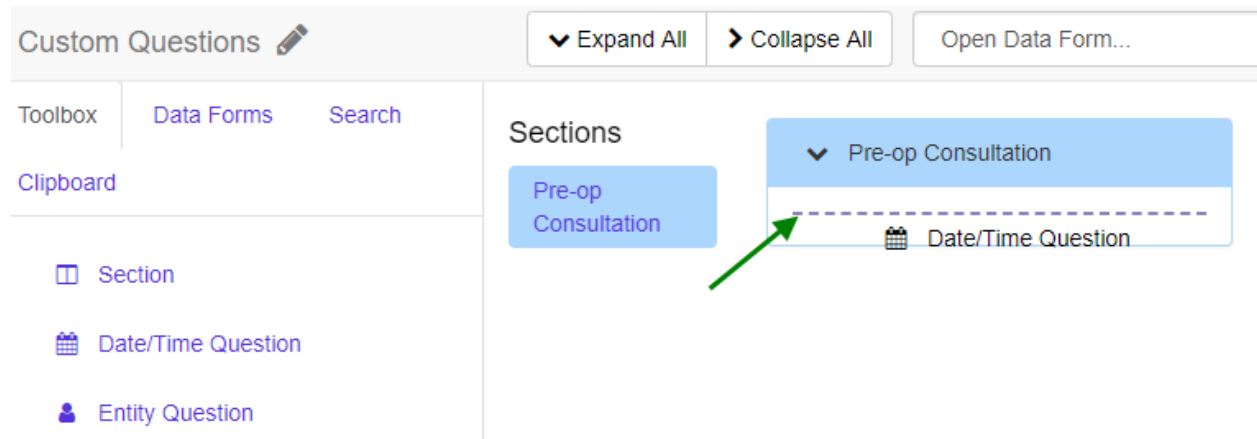 Custom Questions
Expand All
Collapse All
Open Data Form...
Toolbox
Data Forms
Search
Clipboard
Section
Date/Time Question
Entity Question
Sections
Pre-op
Consultation
Pre-op Consultation
Date/Time Question